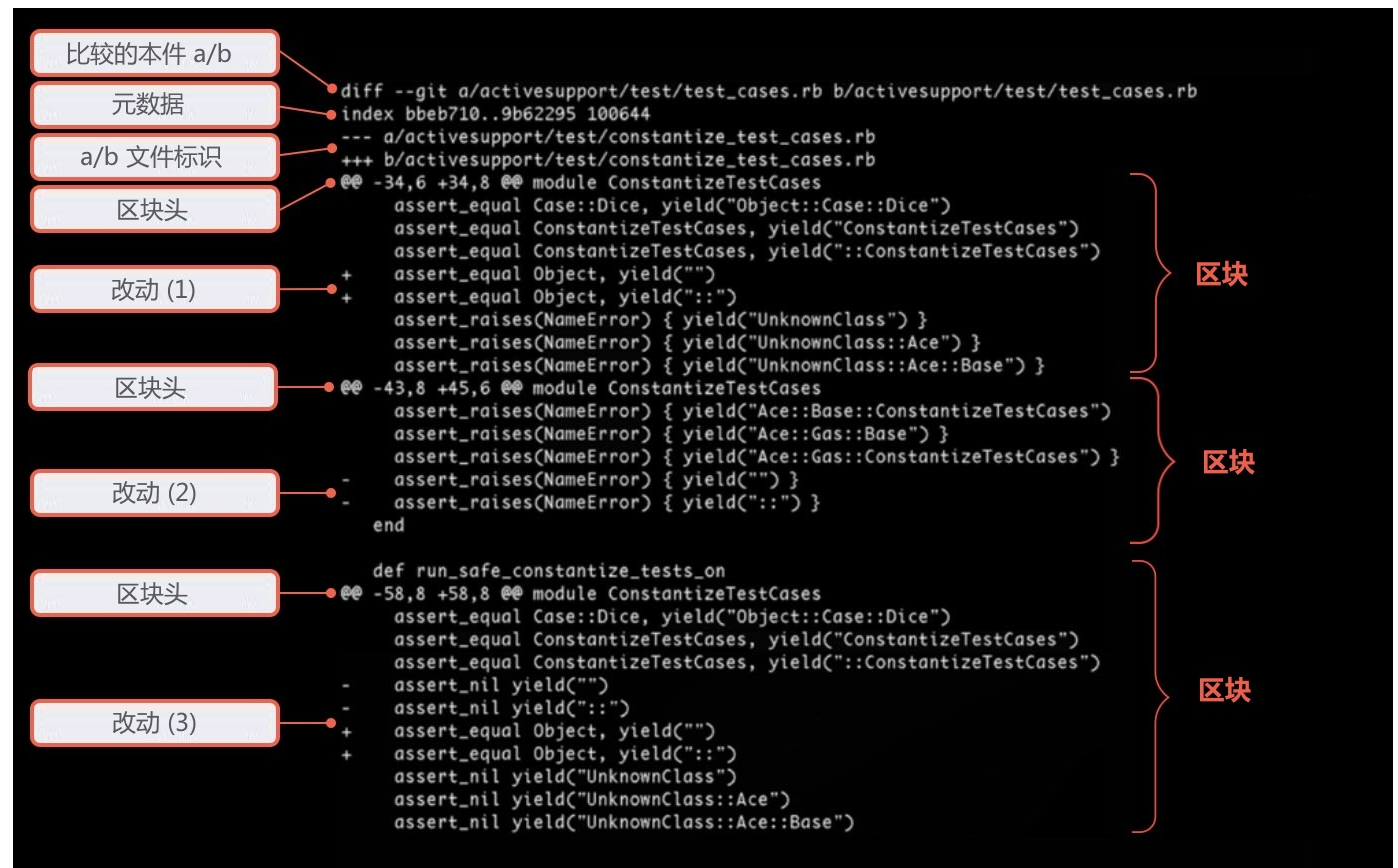 比较的本件 a/b
元数据
a/b 文件标识
区块头
改动 (1)
区块头
改动 (2)
区块头
改动 (3)
diff --git a/activesupport/test/test_cases.rb b/activesupport/test/test_cases.rb
index bbeb710..9b62295 100644
--- a/activesupport/test/constantize_test_cases.rb
+++ b/activesupport/test/constantize_test_cases.rb
@@ -34,6 +34,8 @@ module ConstantizeTestCases
     assert_equal Case::Dice, yield("Object::Case::Dice")
     assert_equal ConstantizeTestCases, yield("ConstantizeTestCases")
     assert_equal ConstantizeTestCases, yield("::ConstantizeTestCases")
+    assert_equal Object, yield("")
+    assert_equal Object, yield("::")
     assert_raises(NameError) { yield("UnknownClass") }
     assert_raises(NameError) { yield("UnknownClass::Ace") }
     assert_raises(NameError) { yield("UnknownClass::Ace::Base") }
@@ -43,8 +45,6 @@ module ConstantizeTestCases
     assert_raises(NameError) { yield("Ace::Base::ConstantizeTestCases")
     assert_raises(NameError) { yield("Ace::Gas::Base") }
     assert_raises(NameError) { yield("Ace::Gas::ConstantizeTestCases") }
-    assert_raises(NameError) { yield("") }
-    assert_raises(NameError) { yield("::") }
   end
   def run_safe_constantize_tests_on
@@ -58,8 +58,8 @@ module ConstantizeTestCases
     assert_equal Case::Dice, yield("Object::Case::Dice")
     assert_equal ConstantizeTestCases, yield("ConstantizeTestCases")
     assert_equal ConstantizeTestCases, yield("::ConstantizeTestCases")
-    assert_nil yield("")
-    assert_nil yield("::")
+    assert_equal Object, yield("")
+    assert_equal Object, yield("::")
     assert_nil yield("UnknownClass")
     assert_nil yield("UnknownClass::Ace")
     assert_nil yield("UnknownClass::Ace::Base")
区块
区块
区块